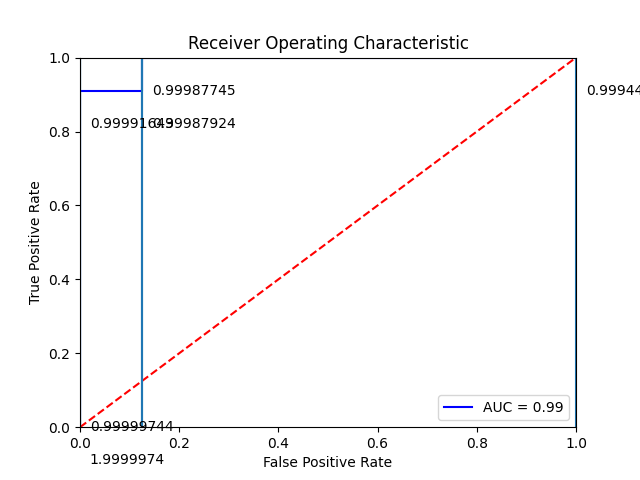 Receiver Operating Characteristic
1.0
0.99987745
0.99944
0.99991643
0.99987924
0.8
True Positive Rate
0.6
0.4
0.2
AUC = 0.99
0.0
0.99999744
0.0 0.2 0.4 0.6 0.8 1.0
1.9999974
False Positive Rate